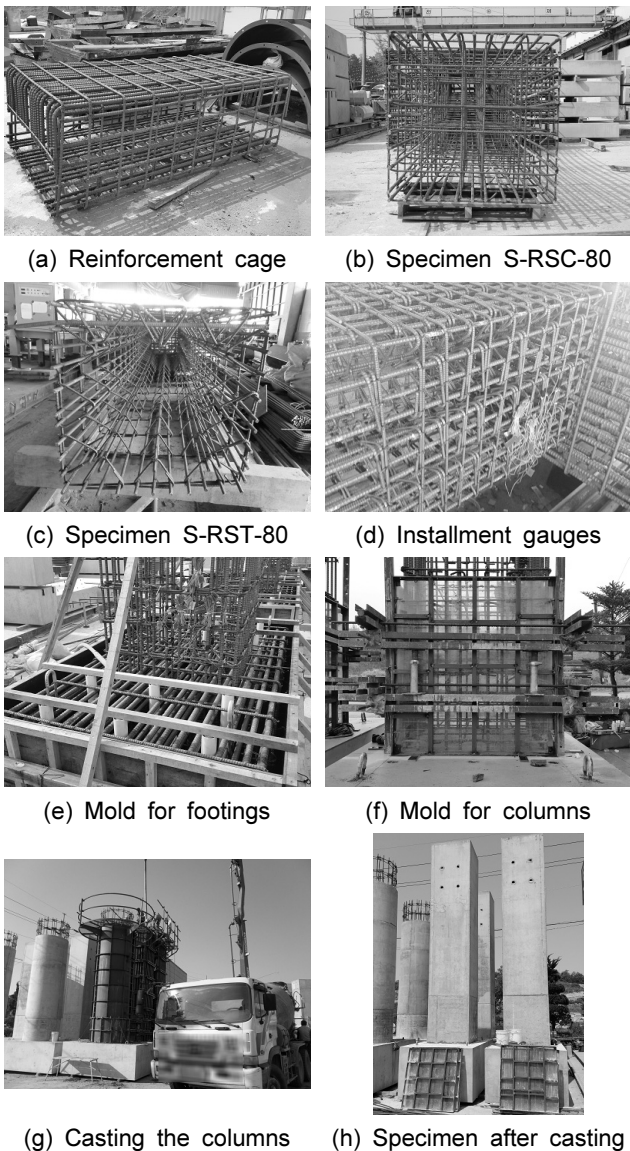 (a) Reinforcement cage
(b) Specimen S-RSC-80
(c) Specimen S-RST-80
(d) Installment gauges
(e) Mold for footings
(f) Mold for columns
(g) Casting the columns
(h) Specimen after casting